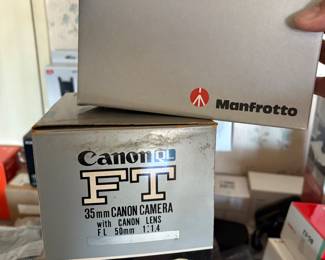 Manfrotto
Canon QL
FT
35mm CANON CAMERA
with CANON LENS
FL 50mm 1:1.4